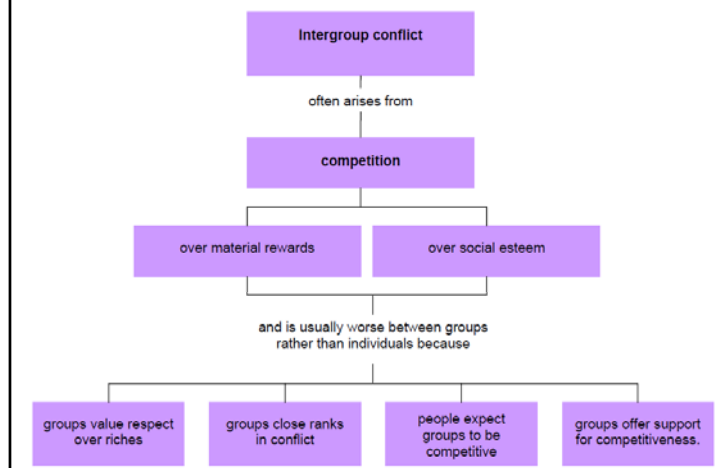 Intergroup conflict
often arises from
competition
over material rewards
over social esteem
and is usually worse between groups
rather than individuals because
groups value respect
over riches
groups close ranks
in conflict
people expect
groups to be
competitive
groups offer support
for competitiveness.